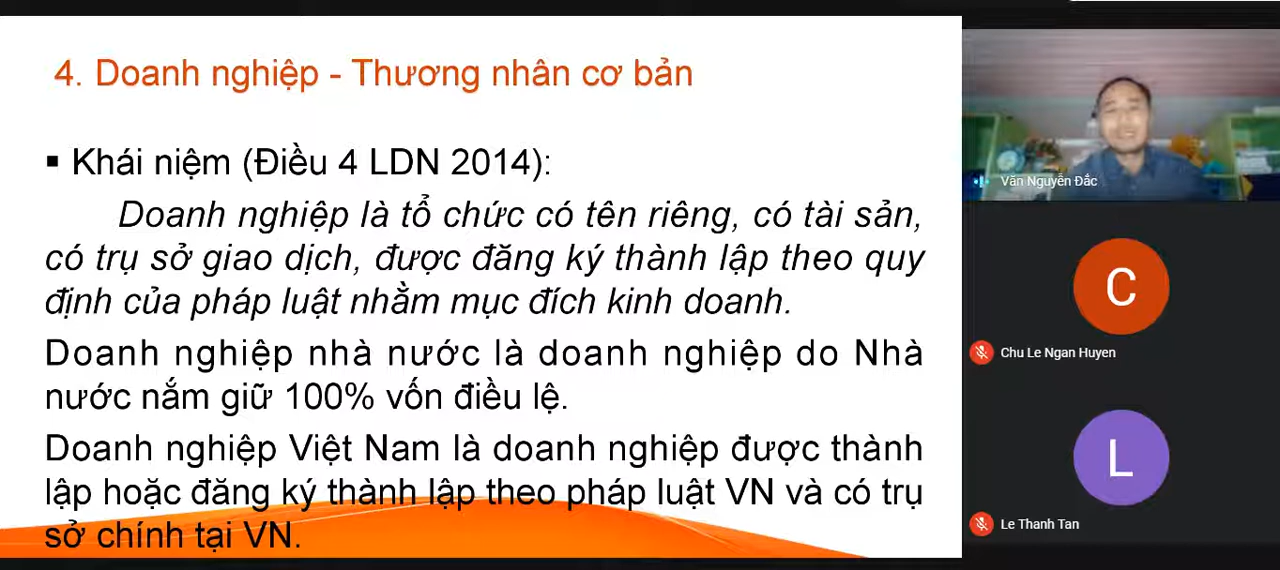 4. Doanh nghiệp - Thương nhân cơ bản
▪ Khái niệm (Điều 4 LDN 2014):
Doanh nghiệp là tổ chức có tên riêng, có tài sản,
có trụ sở giao dịch, được đăng ký thành lập theo quy
định của pháp luật nhằm mục đích kinh doanh.
Doanh nghiệp nhà nước là doanh nghiệp do Nhà
nước nắm giữ 100% vốn điều lệ.
Doanh nghiệp Việt Nam là doanh nghiệp được thành
lập hoặc đăng ký thành lập theo pháp luật VN và có trụ
sở chính tại VN.
Văn Nguyễn Đắc
C
Chu Le Ngan Huyen
L
Le Thanh Tan